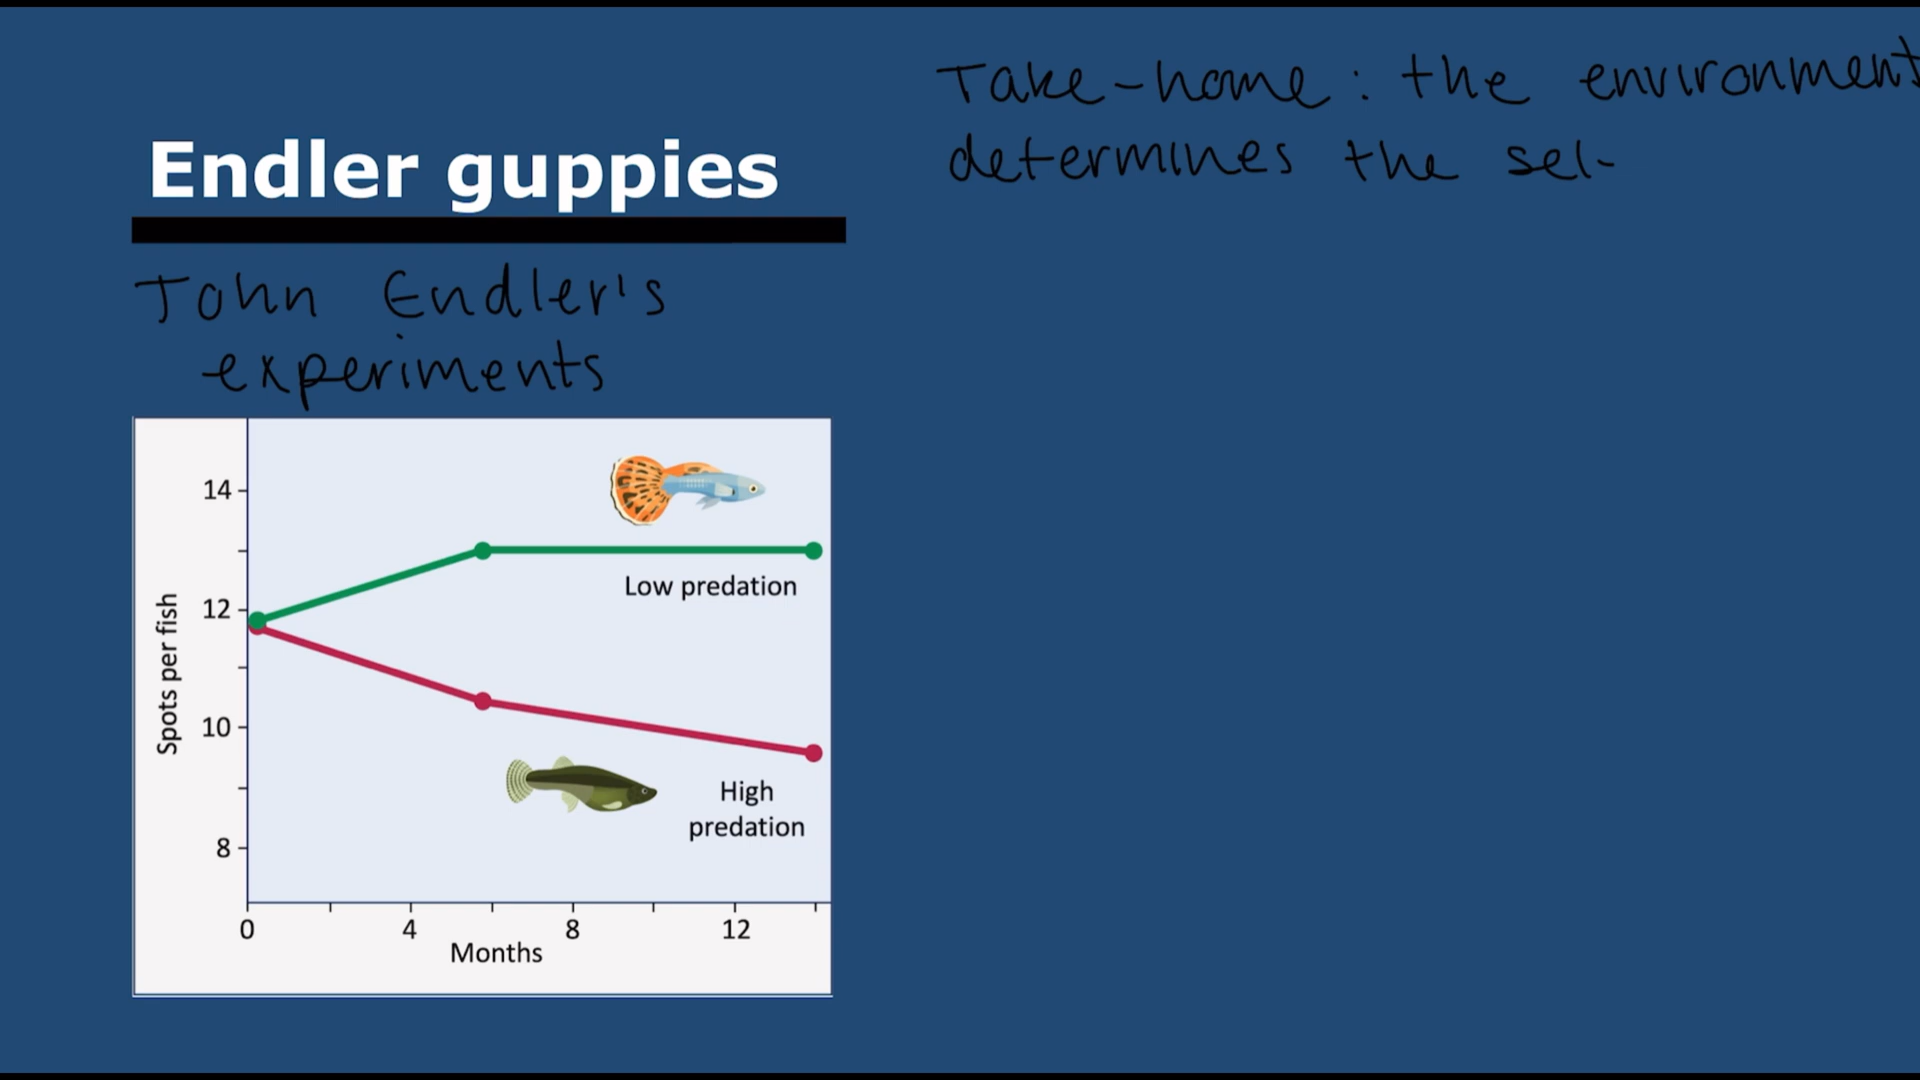 Take-home: the environment
determines the sel-
Endler guppies
John Endler's
experiments
14
12
10
8
Spots per fish
Low predation
High
predation
0 4 8 12
Months